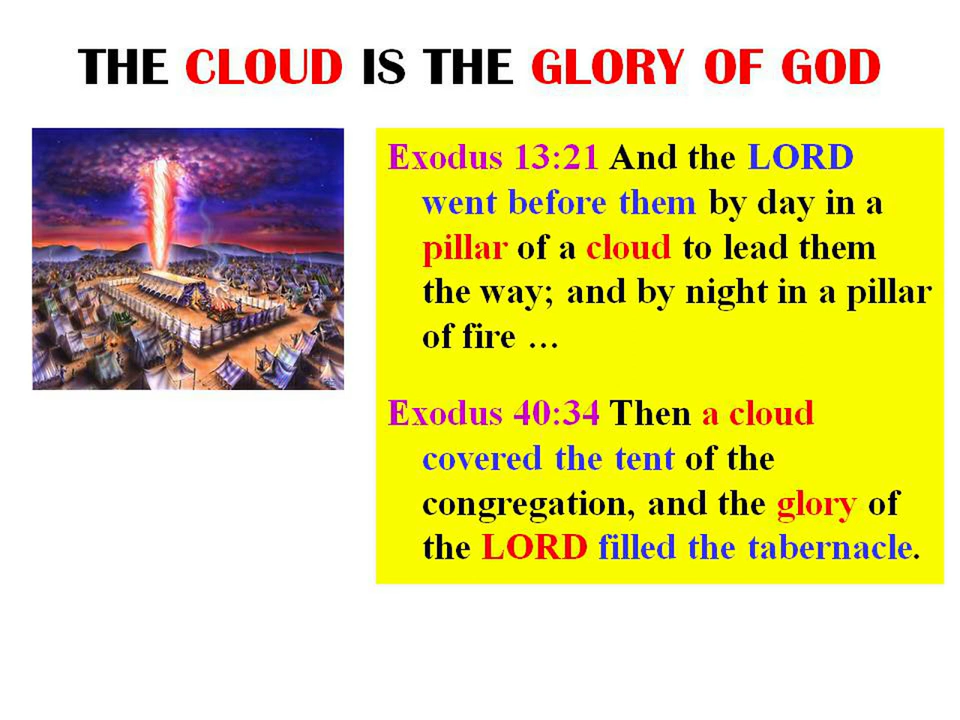 THE CLOUD IS THE GLORY OF GOD
Exodus 13:21 And the LORD
went before them by day in a
pillar of a cloud to lead them
the way; and by night in a pillar
of fire ...
Exodus 40:34 Then a cloud
covered the tent of the
congregation, and the glory of
the LORD filled the tabernacle.